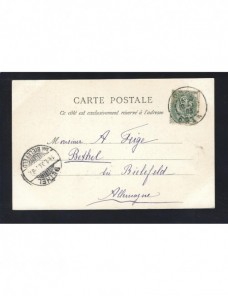 CARTE POSTALE
Ce côté est exclusivement réservé à l'adresse
Monsieur A Feige
Bethel
bei Bielefeld
Allemagne